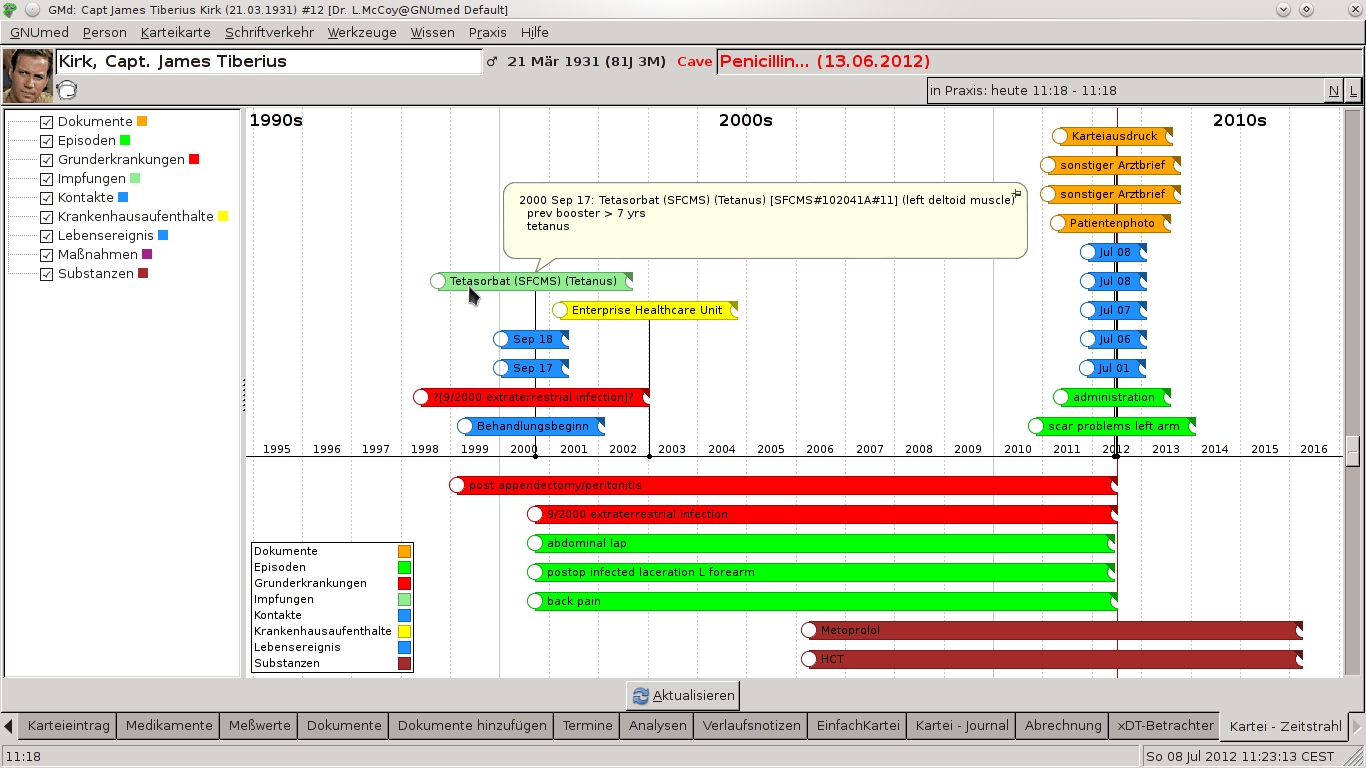 GMd: Capt James Tiberius Kirk (21.03.1931) #12 [Dr. L.McCoy@GNUmed Default]
GNUmed Person Karteikarte Schriftverkehr Werkzeuge Wissen Praxis Hilfe
Kirk, Capt. James Tiberius ♂ 21 Mär 1931 (81J 3M) Cave Penicillin... (13.06.2012)
in Praxis: heute 11:18 - 11:18 N L
Dokumente
Episoden
Grunderkrankungen
Impfungen
Kontakte
Krankenhausaufenthalte
Lebensereignis
Maßnahmen
Substanzen
1990s 2000s 2010s
Karteiausdruck
sonstiger Arztbrief
sonstiger Arztbrief
Patientenphoto
2000 Sep 17: Tetasorbat (SFCMS) (Tetanus) [SFCMS#102041A#11] (left deltoid muscle)
prev booster > 7 yrs
tetanus
Jul 08
Tetasorbat (SFCMS) (Tetanus) Jul 08
Enterprise Healthcare Unit Jul 07
Sep 18 Jul 06
Sep 17 Jul 01
?[9/2000 extraterrestrial infection]? administration
Behandlungsbeginn scar problems left arm
1995 1996 1997 1998 1999 2000 2001 2002 2003 2004 2005 2006 2007 2008 2009 2010 2011 2012 2013 2014 2015 2016
post appendectomy/peritonitis
9/2000 extraterrestrial infection
abdominal lap
postop infected laceration L forearm
back pain
Metoprolol
HCT
Dokumente
Episoden
Grunderkrankungen
Impfungen
Kontakte
Krankenhausaufenthalte
Lebensereignis
Substanzen
Aktualisieren
Karteieintrag Medikamente Meßwerte Dokumente Dokumente hinzufügen Termine Analysen Verlaufsnotizen EinfachKartei Kartei - Journal Abrechnung xDT-Betrachter Kartei - Zeitstrahl
11:18 So 08 Jul 2012 11:23:13 CEST